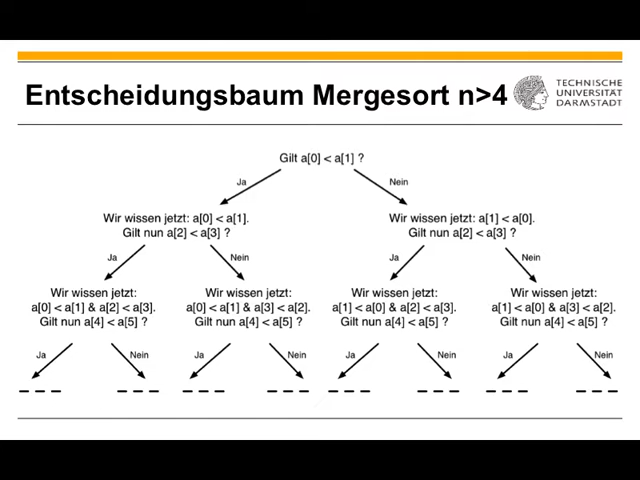 Entscheidungsbaum Mergesort n>4
TECHNISCHE
UNIVERSITÄT
DARMSTADT
Gilt a[0] < a[1] ?
Ja
Nein
Wir wissen jetzt: a[0] < a[1].
Gilt nun a[2] < a[3] ?
Wir wissen jetzt: a[1] < a[0].
Gilt nun a[2] < a[3] ?
Ja
Nein
Ja
Nein
Wir wissen jetzt:
a[0] < a[1] & a[2] < a[3].
Gilt nun a[4] < a[5] ?
Wir wissen jetzt:
a[0] < a[1] & a[3] < a[2].
Gilt nun a[4] < a[5] ?
Wir wissen jetzt:
a[1] < a[0] & a[2] < a[3].
Gilt nun a[4] < a[5] ?
Wir wissen jetzt:
a[1] < a[0] & a[3] < a[2].
Gilt nun a[4] < a[5] ?
Ja
Nein
Ja
Nein
Ja
Nein
Ja
Nein